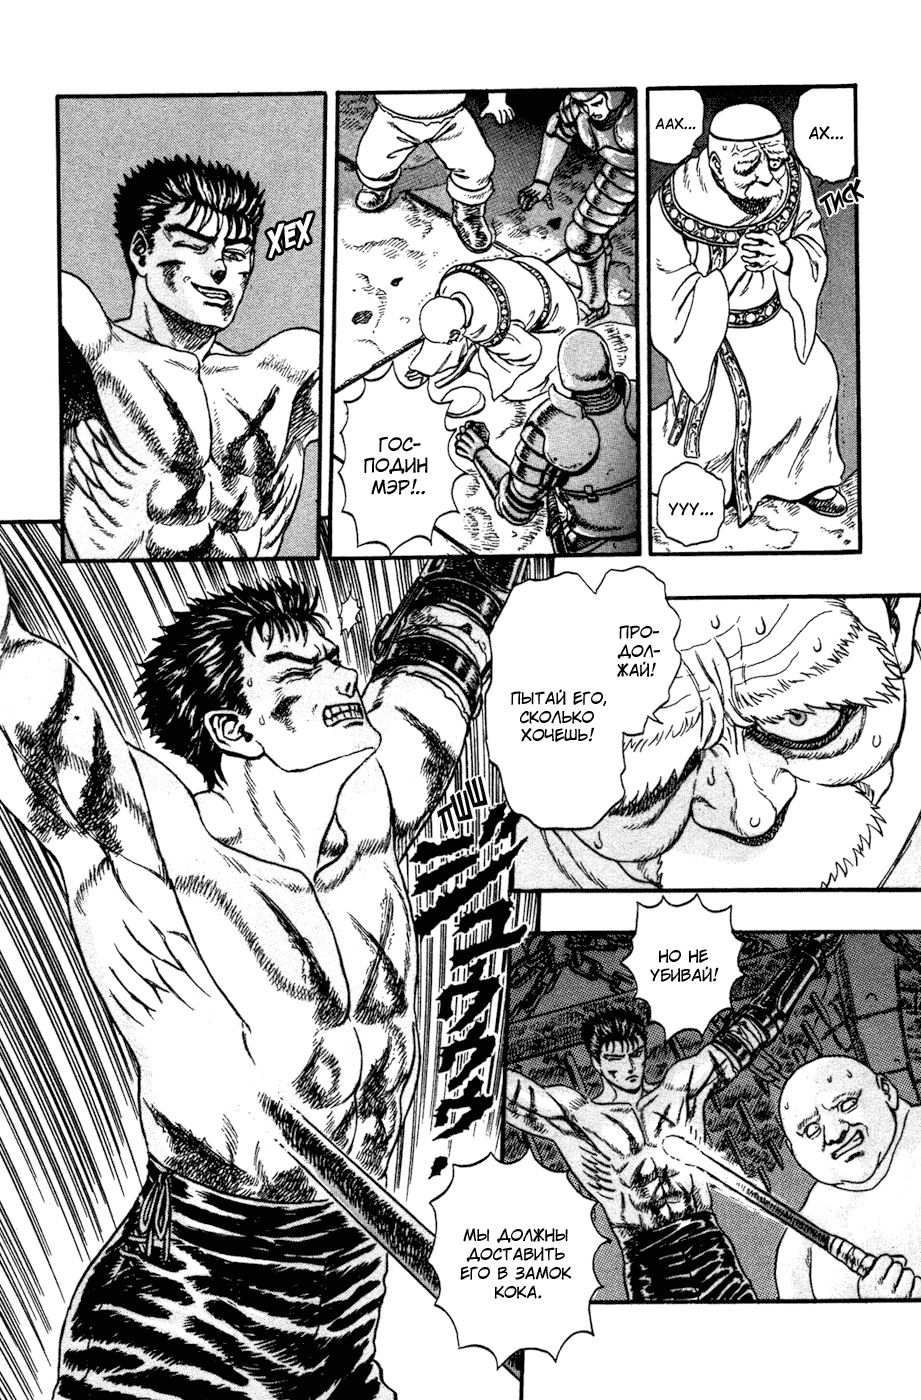 ХЕХ
ГОС-
ПОДИН
МЭР!..
ААХ...
АХ...
ТИСК
УУУ...
ПРО-
ДОЛ-
ЖАЙ!
ПЫТАЙ ЕГО,
СКОЛЬКО
ХОЧЕШЬ!
ПШШ
НО НЕ
УБИВАЙ!
МЫ ДОЛЖНЫ
ДОСТАВИТЬ
ЕГО В ЗАМОК
КОКА.